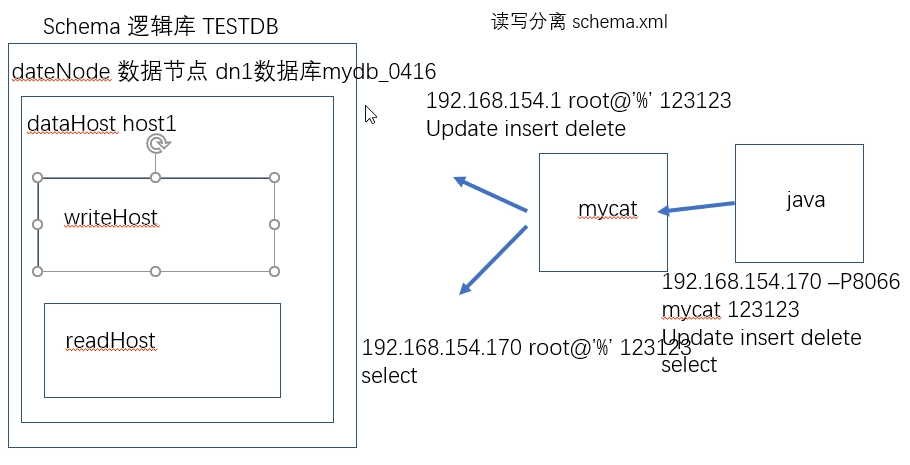 Schema 逻辑库 TESTDB
读写分离 schema.xml
dateNode 数据节点 dn1数据库mydb_0416
dataHost host1
writeHost
readHost
192.168.154.1 root@'%' 123123
Update insert delete
mycat
java
192.168.154.170 –P8066
mycat 123123
Update insert delete
select
192.168.154.170 root@'%' 123123
select